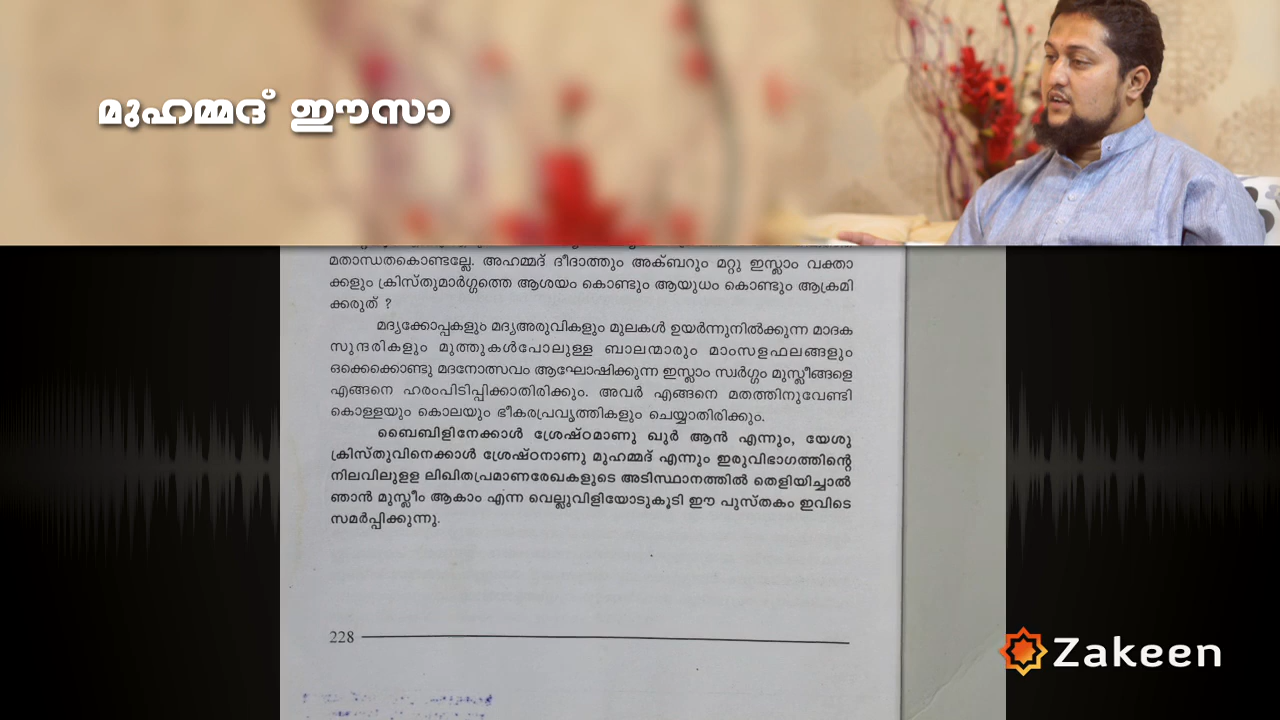 മുഹമ്മദ് ഈസാ
മതാന്ധതകൊണ്ടല്ലേ. അഹമ്മദ് ദീദാത്തും അക്ബറും മറ്റു ഇസ്ലാം വക്താ
ക്കളും ക്രിസ്തുമാർഗ്ഗത്തെ ആശയം കൊണ്ടും ആയുധം കൊണ്ടും ആക്രമി
ക്കരുത് ?
മദ്യക്കോപ്പകളും മദ്യഅരുവികളും മുലകൾ ഉയർന്നുനിൽക്കുന്ന മാദക
സുന്ദരികളും മുത്തുകൾപോലുള്ള ബാലന്മാരും മാംസളഫലങ്ങളും
ഒക്കെക്കൊണ്ടു മദനോത്സവം ആഘോഷിക്കുന്ന ഇസ്ലാം സ്വർഗ്ഗം മുസ്ലീങ്ങളെ
എങ്ങനെ ഹരംപിടിപ്പിക്കാതിരിക്കും. അവർ എങ്ങനെ മതത്തിനുവേണ്ടി
കൊള്ളയും കൊലയും ഭീകരപ്രവൃത്തികളും ചെയ്യാതിരിക്കും.
ബൈബിളിനേക്കാൾ ശ്രേഷ്ഠമാണു ഖുർ ആൻ എന്നും, യേശു
ക്രിസ്തുവിനെക്കാൾ ശ്രേഷ്ഠനാണു മുഹമ്മദ് എന്നും ഇരുവിഭാഗത്തിന്റെ
നിലവിലുളള ലിഖിതപ്രമാണരേഖകളുടെ അടിസ്ഥാനത്തിൽ തെളിയിച്ചാൽ
ഞാൻ മുസ്ലീം ആകാം എന്ന വെല്ലുവിളിയോടുകൂടി ഈ പുസ്തകം ഇവിടെ
സമർപ്പിക്കുന്നു.
228
Zakeen